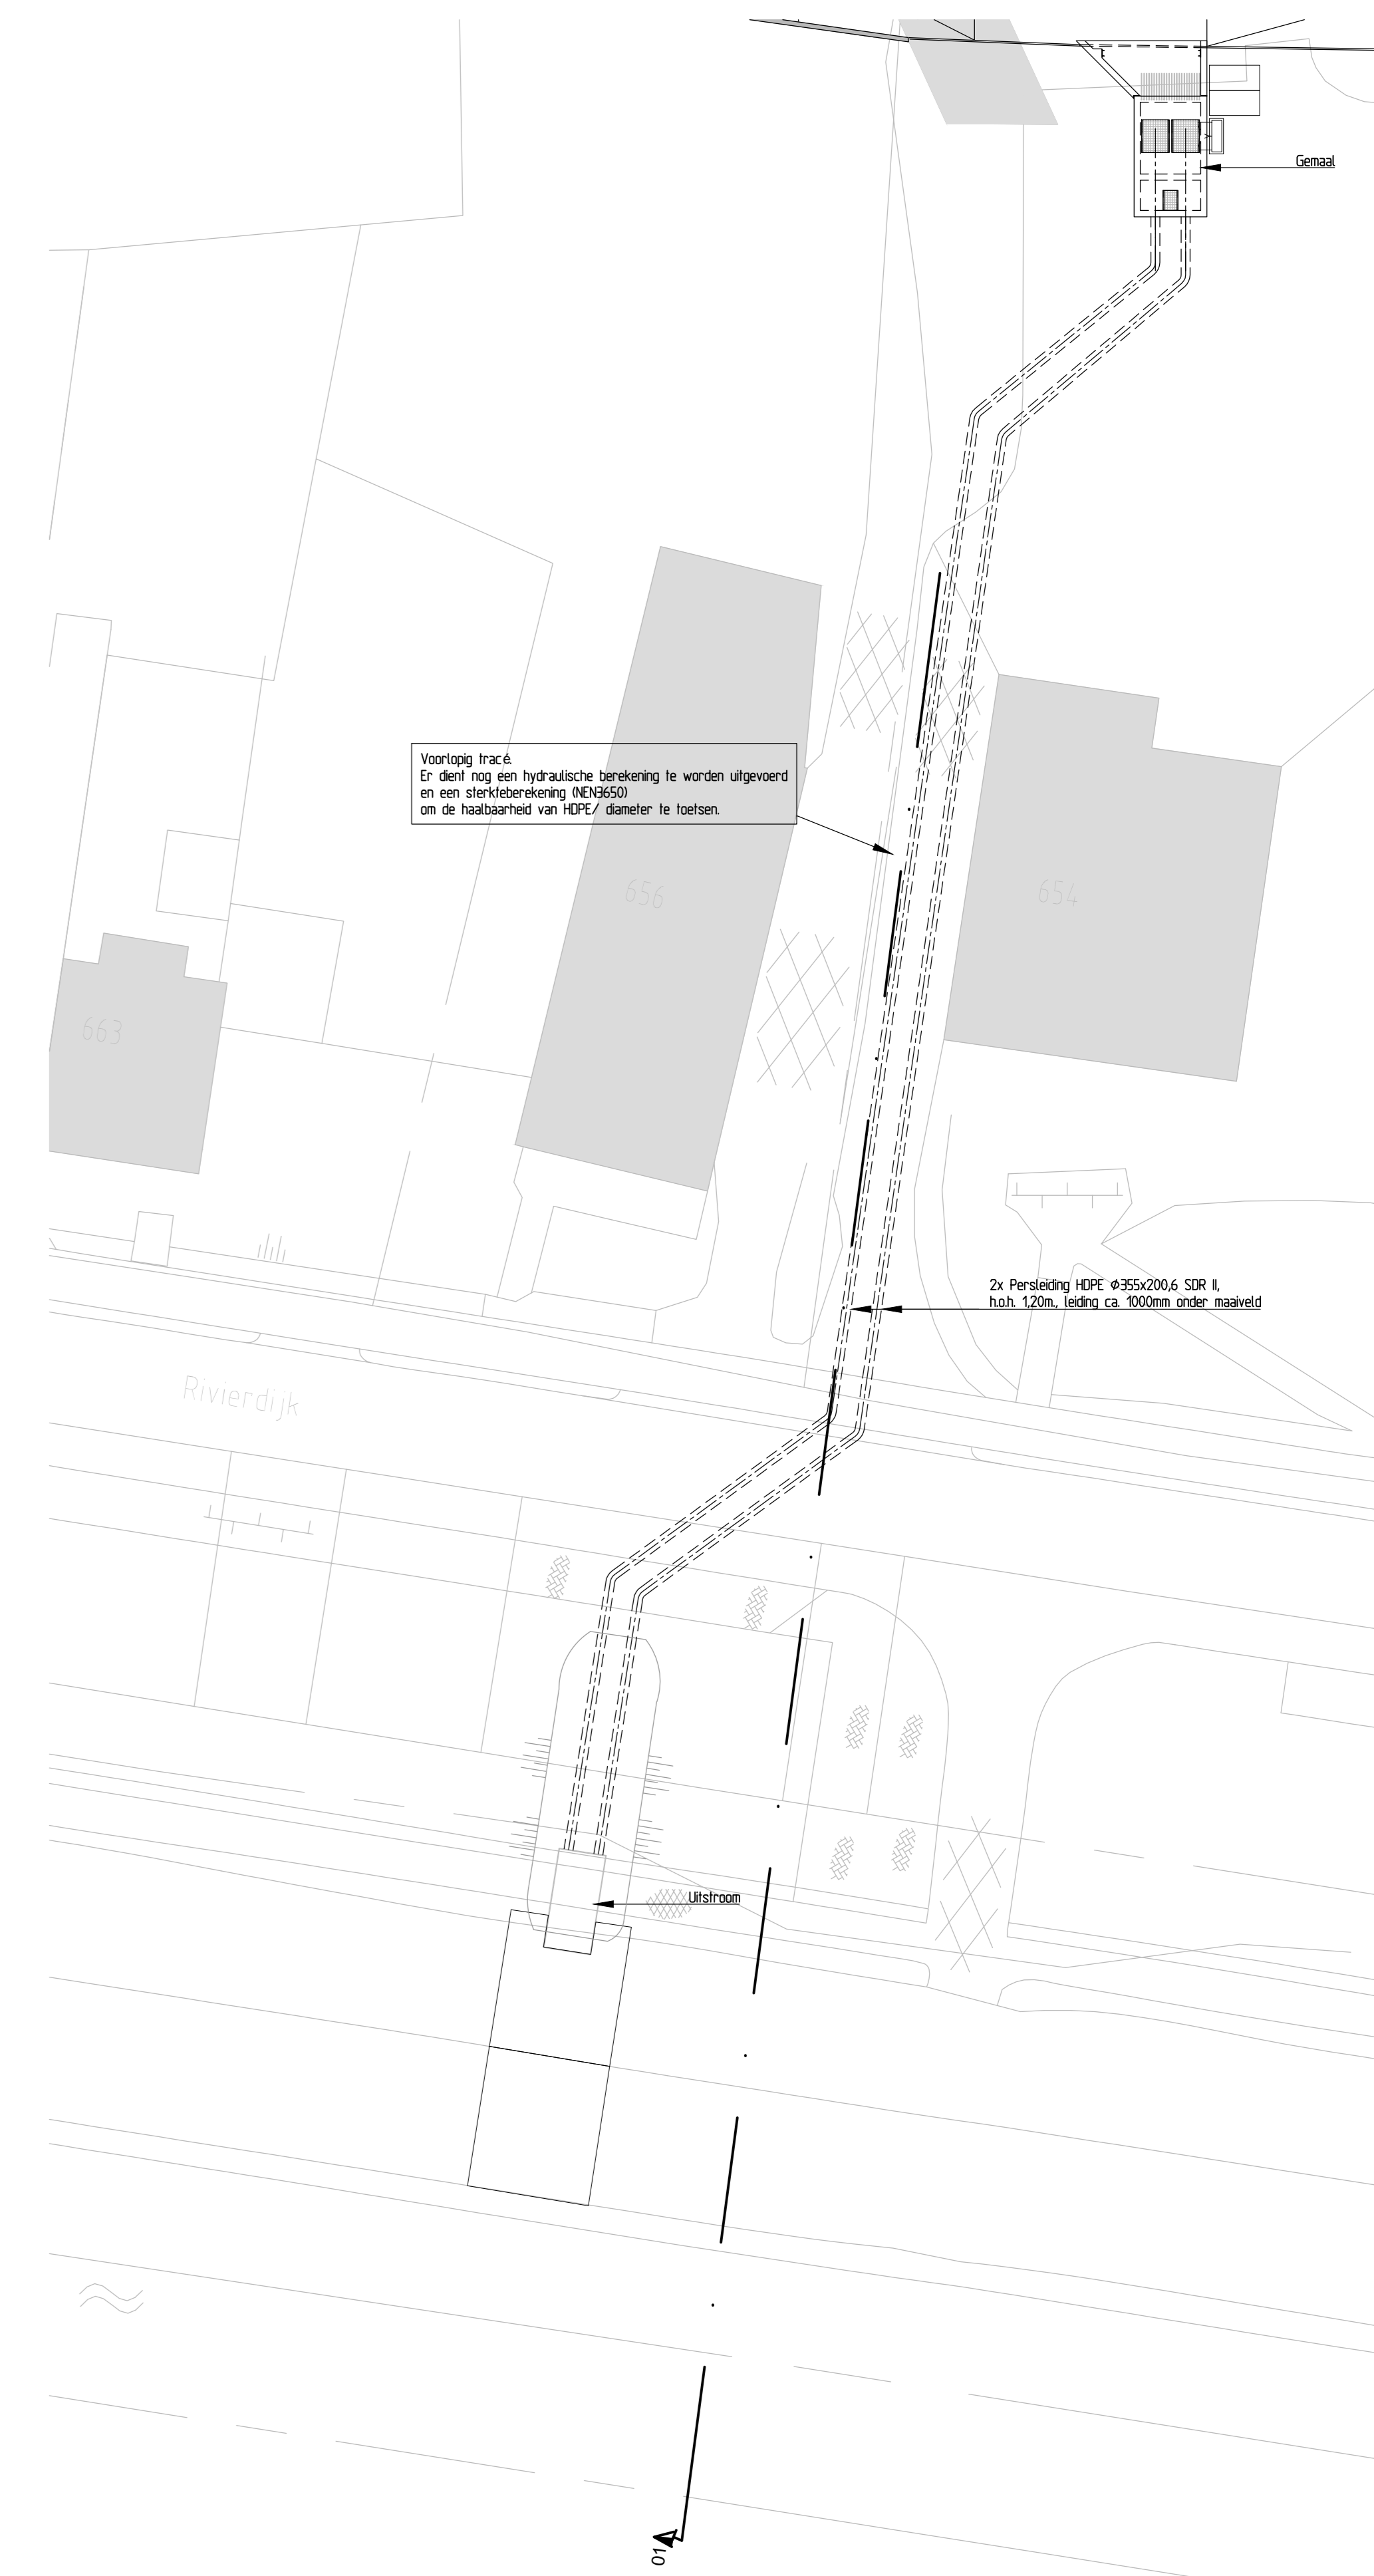 Gemaal
Voorlopig tracé.
Er dient nog een hydraulische berekening te worden uitgevoerd
en een sterkteberekening (NEN3650)
om de haalbaarheid van HDPE/ diameter te toetsen.
656
654
663
2x Persleiding HDPE Φ355x200,6 SDR II,
h.o.h. 1,20m., leiding ca. 1000mm onder maaiveld
Rivierdijk
Uitstroom
01